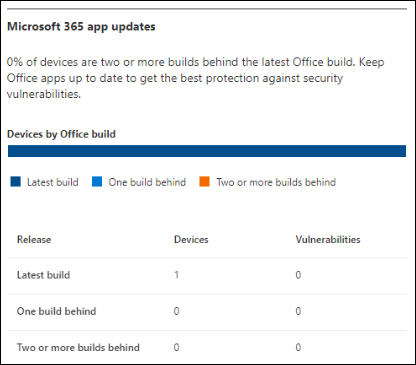 Microsoft 365 app updates
0% of devices are two or more builds behind the latest Office build. Keep
Office apps up to date to get the best protection against security
vulnerabilities.
Devices by Office build
Latest build One build behind Two or more builds behind
Release Devices Vulnerabilities
Latest build 1 0
One build behind 0 0
Two or more builds behind 0 0